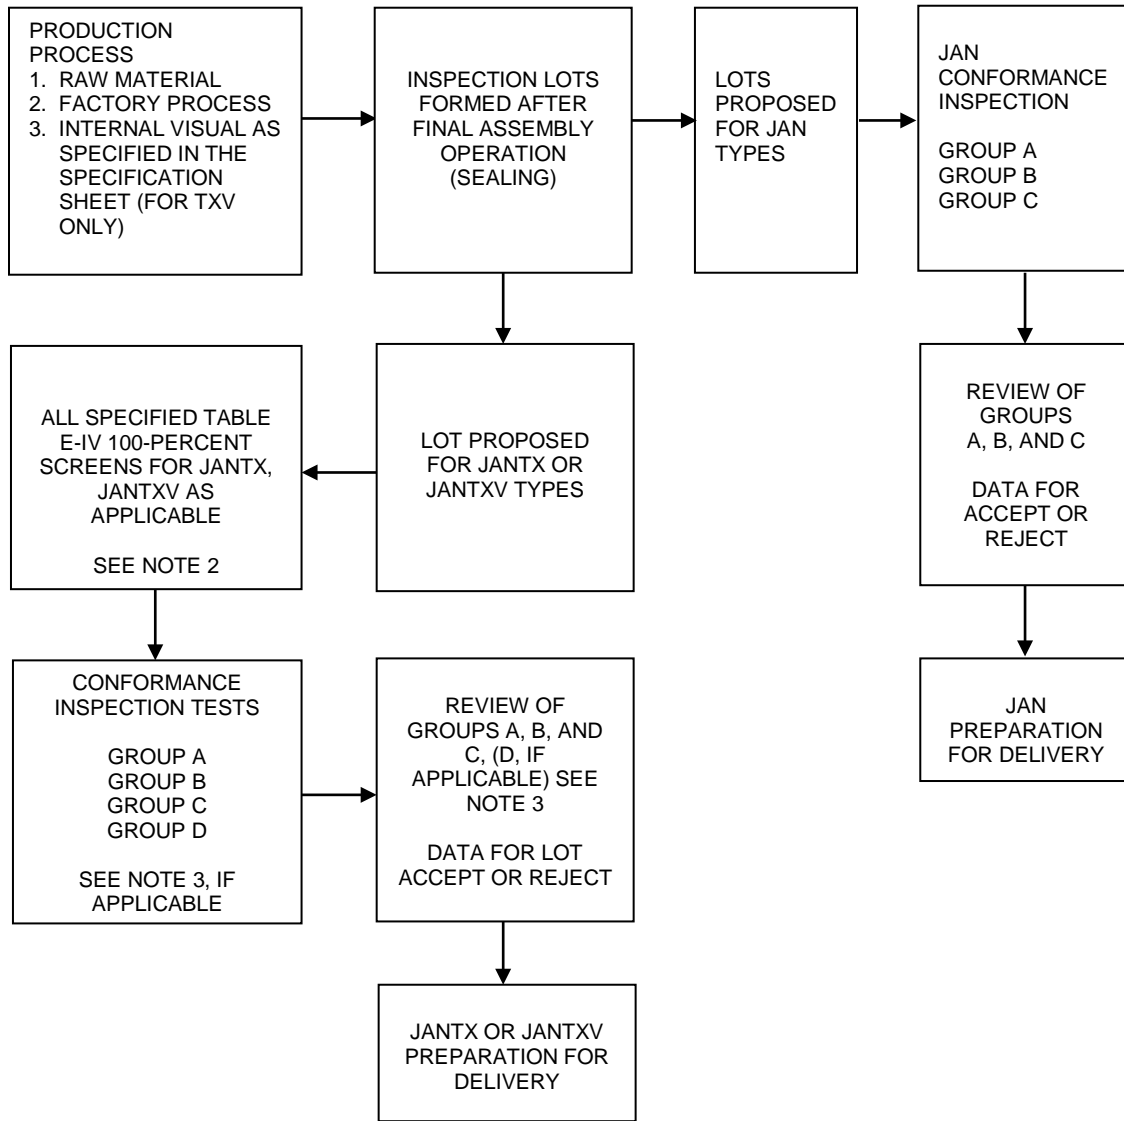 PRODUCTION
PROCESS
1. RAW MATERIAL
2. FACTORY PROCESS
3. INTERNAL VISUAL AS
SPECIFIED IN THE
SPECIFICATION
SHEET (FOR TXV
ONLY)
INSPECTION LOTS
FORMED AFTER
FINAL ASSEMBLY
OPERATION
(SEALING)
LOTS
PROPOSED
FOR JAN
TYPES
JAN
CONFORMANCE
INSPECTION
GROUP A
GROUP B
GROUP C
ALL SPECIFIED TABLE
E-IV 100-PERCENT
SCREENS FOR JANTX,
JANTXV AS
APPLICABLE
SEE NOTE 2
LOT PROPOSED
FOR JANTX OR
JANTXV TYPES
REVIEW OF
GROUPS
A, B, AND C
DATA FOR
ACCEPT OR
REJECT
CONFORMANCE
INSPECTION TESTS
GROUP A
GROUP B
GROUP C
GROUP D
SEE NOTE 3, IF
APPLICABLE
REVIEW OF
GROUPS A, B, AND
C, (D, IF
APPLICABLE) SEE
NOTE 3
DATA FOR LOT
ACCEPT OR REJECT
JAN
PREPARATION
FOR DELIVERY
JANTX OR JANTXV
PREPARATION FOR
DELIVERY